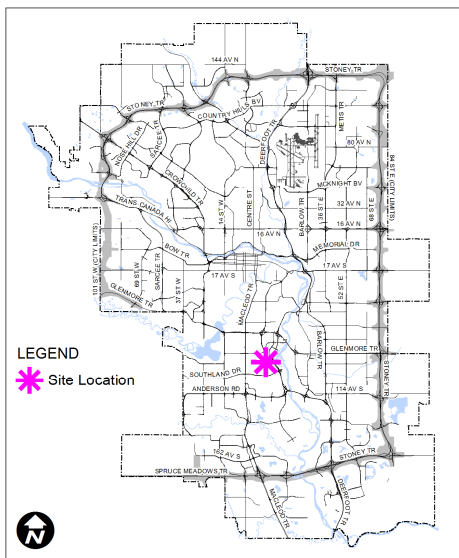 144 AV N
STONEY TR
STONEY TR
COUNTRY HILLS BV
NOSE HILL DR
SARCEE TR
DEERFOOT TR
METIS TR
80 AV N
CROWCHILD TR
MCKNIGHT BV
TRANS CANADA HI
14 ST W
CENTRE ST
BARLOW TR
36 ST E
32 AV N
16 AV N
16 AV N
68 ST E
84 ST E (CITY LIMITS)
MEMORIAL DR
BOW TR
17 AV S
17 AV S
101 ST W (CITY LIMITS)
69 ST W
SARCEE TR
37 ST W
MACLEOD TR
52 ST E
GLENMORE TR
BARLOW TR
GLENMORE TR
LEGEND
Site Location
SOUTHLAND DR
ANDERSON RD
114 AV S
STONEY TR
162 AV S
STONEY TR
SPRUCE MEADOWS TR
MACLEOD TR
DEERFOOT TR
N